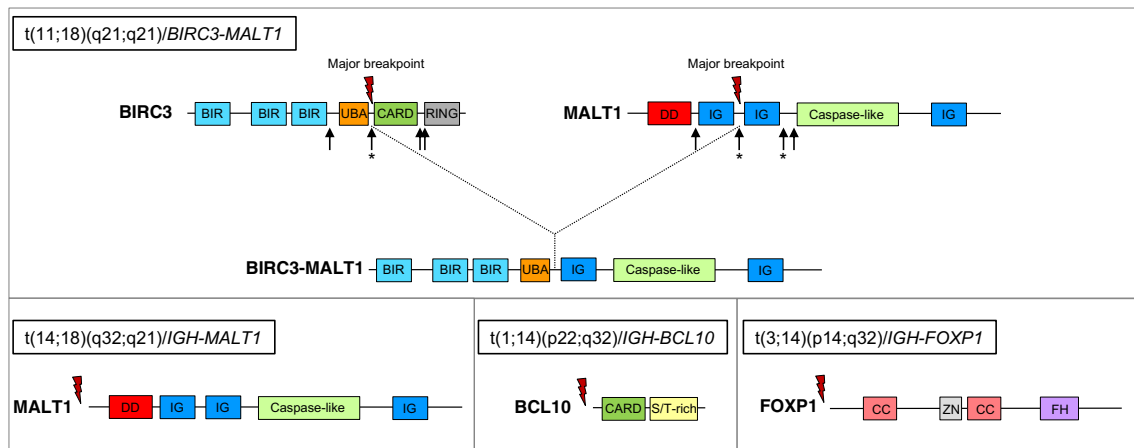 t(11;18)(q21;q21)/BIRC3-MALT1
Major breakpoint
Major breakpoint
BIRC3 BIR BIR BIR UBA CARD RING
MALT1 DD IG IG Caspase-like IG
*
* *
BIRC3-MALT1 BIR BIR BIR UBA IG Caspase-like IG
t(14;18)(q32;q21)/IGH-MALT1
MALT1 DD IG IG Caspase-like IG
t(1;14)(p22;q32)/IGH-BCL10
BCL10 CARD S/T-rich
t(3;14)(p14;q32)/IGH-FOXP1
FOXP1 CC ZN CC FH